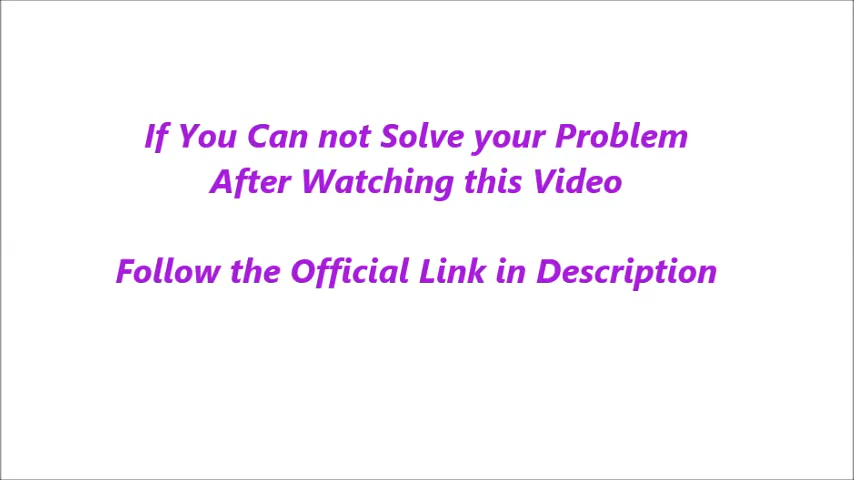 If You Can not Solve your Problem
After Watching this Video
Follow the Official Link in Description